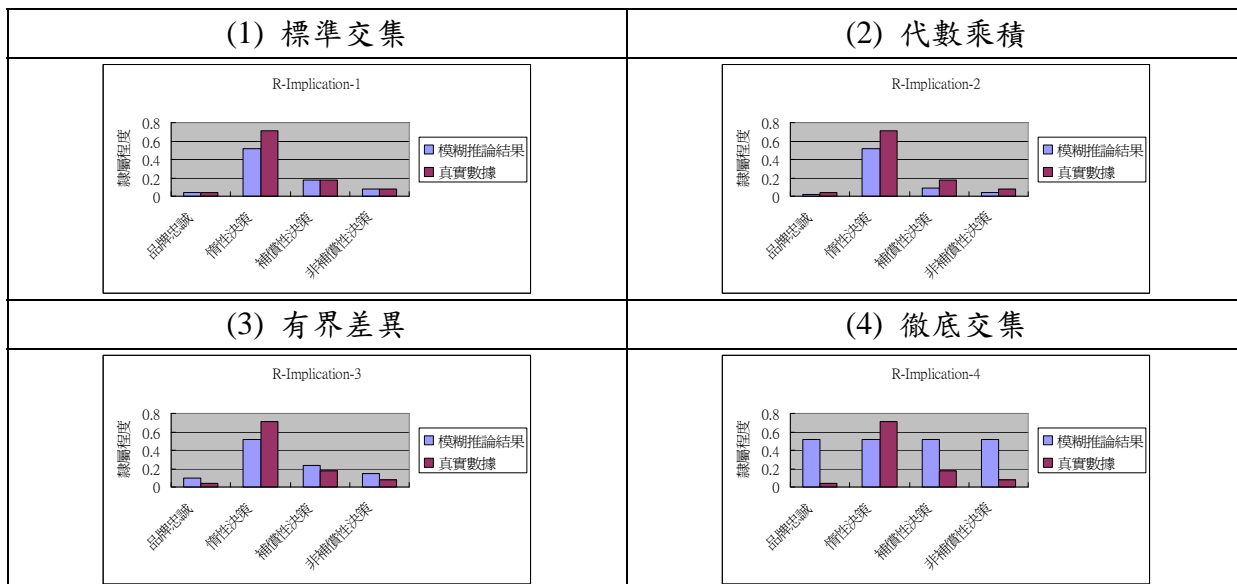 (1) 標準交集
(2) 代數乘積
R-Implication-1
隸屬程度
0.8
0.6
0.4
0.2
0
品牌忠誠
惰性決策
補償性決策
非補償性決策
模糊推論結果
真實數據
R-Implication-2
隸屬程度
0.8
0.6
0.4
0.2
0
品牌忠誠
惰性決策
補償性決策
非補償性決策
模糊推論結果
真實數據
(3) 有界差異
(4) 徹底交集
R-Implication-3
隸屬程度
0.8
0.6
0.4
0.2
0
品牌忠誠
惰性決策
補償性決策
非補償性決策
模糊推論結果
真實數據
R-Implication-4
隸屬程度
0.8
0.6
0.4
0.2
0
品牌忠誠
惰性決策
補償性決策
非補償性決策
模糊推論結果
真實數據